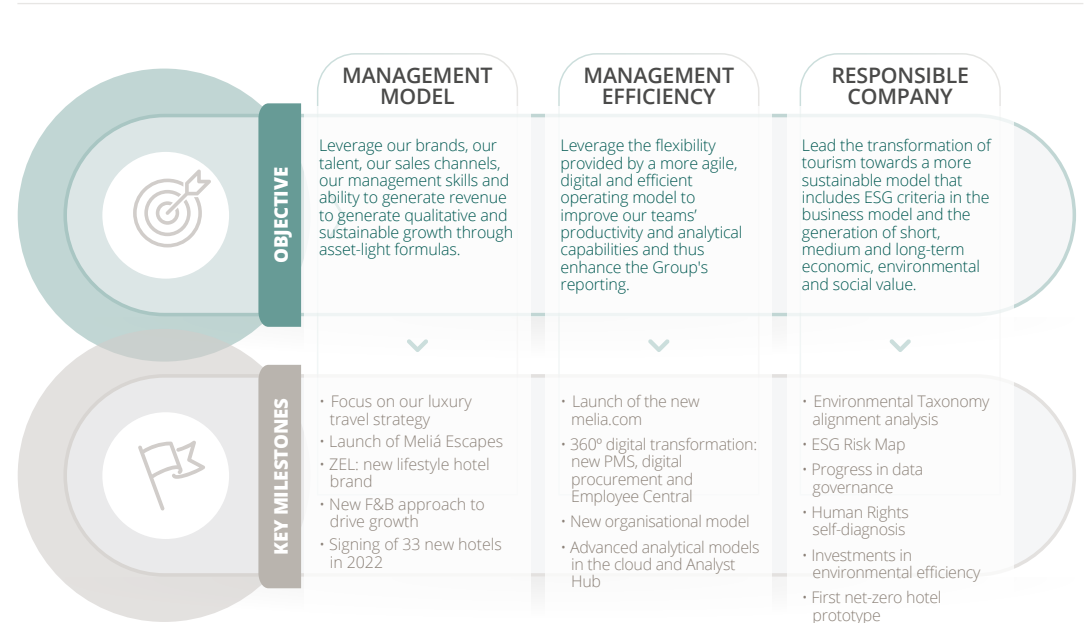 MANAGEMENT
MODEL
MANAGEMENT
EFFICIENCY
RESPONSIBLE
COMPANY
OBJECTIVE
Leverage our brands, our
talent, our sales channels,
our management skills and
ability to generate revenue
to generate qualitative and
sustainable growth through
asset-light formulas.
Leverage the flexibility
provided by a more agile,
digital and efficient
operating model to
improve our teams’
productivity and analytical
capabilities and thus
enhance the Group's
reporting.
Lead the transformation of
tourism towards a more
sustainable model that
includes ESG criteria in the
business model and the
generation of short,
medium and long-term
economic, environmental
and social value.
KEY MILESTONES
· Focus on our luxury
travel strategy
· Launch of Meliá Escapes
· ZEL: new lifestyle hotel
brand
· New F&B approach to
drive growth
· Signing of 33 new hotels
in 2022
· Launch of the new
melia.com
· 360º digital transformation:
new PMS, digital
procurement and
Employee Central
· New organisational model
· Advanced analytical models
in the cloud and Analyst
Hub
· Environmental Taxonomy
alignment analysis
· ESG Risk Map
· Progress in data
governance
· Human Rights
self-diagnosis
· Investments in
environmental efficiency
· First net-zero hotel
prototype